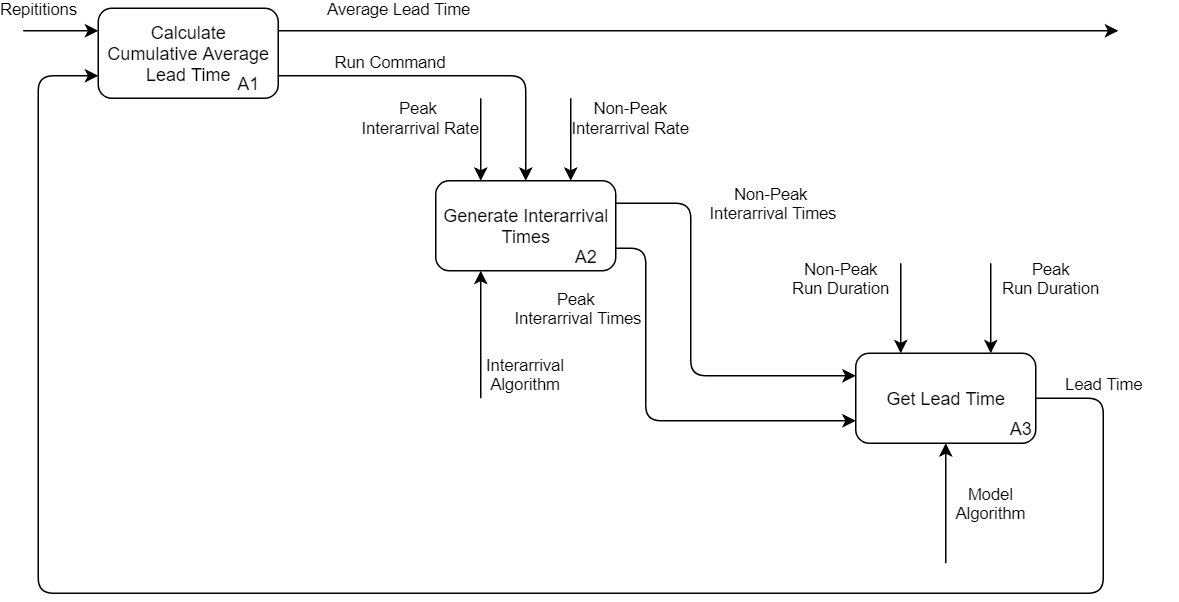 Repititions
Average Lead Time
Calculate
Cumulative Average
Lead Time
A1
Run Command
Peak
Interarrival Rate
Non-Peak
Interarrival Rate
Generate Interarrival
Times
A2
Non-Peak
Interarrival Times
Peak
Interarrival Times
Interarrival
Algorithm
Non-Peak
Run Duration
Peak
Run Duration
Get Lead Time
A3
Lead Time
Model
Algorithm